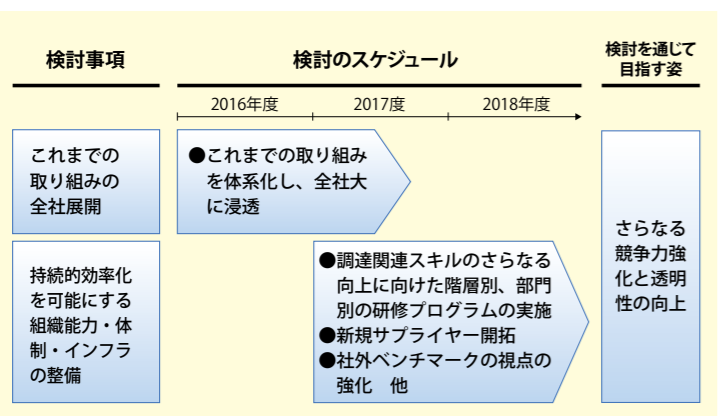 検討事項
検討のスケジュール
検討を通じて
目指す姿
2016年度
2017度
2018年度
これまでの
取り組みの
全社展開
●これまでの取り組み
を体系化し、全社大
に浸透
持続的効率化
を可能にする
組織能力・体
制・インフラ
の整備
●調達関連スキルのさらなる
向上に向けた階層別、部門
別の研修プログラムの実施
●新規サプライヤー開拓
●社外ベンチマークの視点の
強化　他
さらなる
競争力強
化と透明
性の向上